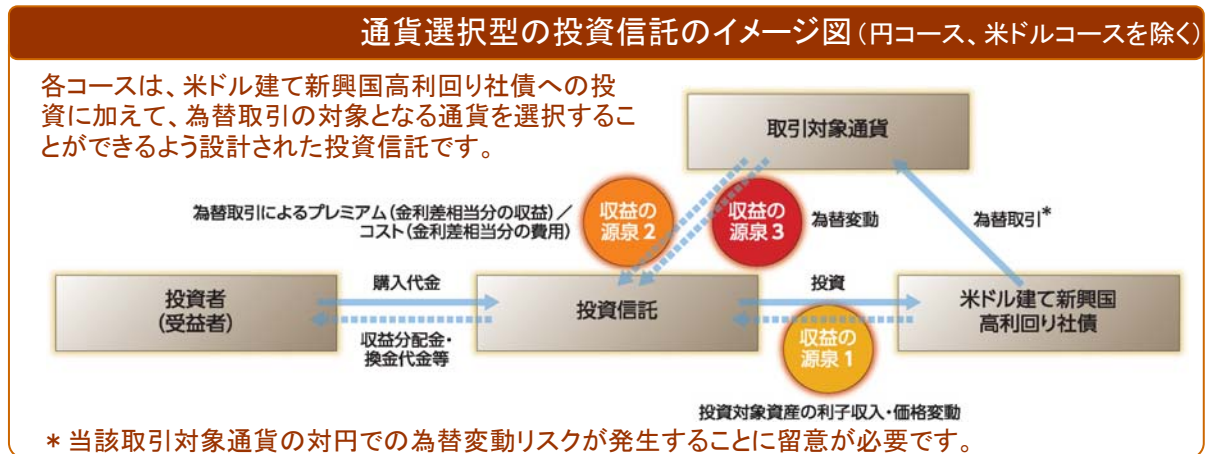 通貨選択型の投資信託のイメージ図(円コース、米ドルコースを除く)
各コースは、米ドル建て新興国高利回り社債への投
資に加えて、為替取引の対象となる通貨を選択するこ
とができるよう設計された投資信託です。
取引対象通貨
為替取引によるプレミアム(金利差相当分の収益)/
コスト(金利差相当分の費用)
収益の
源泉2
収益の
源泉3
為替変動
為替取引*
投資者
(受益者)
購入代金
収益分配金・
換金代金等
投資信託
投資
収益の
源泉1
米ドル建て新興国
高利回り社債
投資対象資産の利子収入・価格変動
*当該取引対象通貨の対円での為替変動リスクが発生することに留意が必要です。